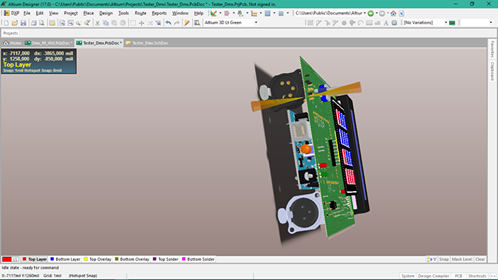 Altium Designer (17.0) - C:\Users\Public\Documents\Altium\Projects\Tester_Dmx\Tester_Dmx.PcbDoc * - Tester_Dmx.PrjPcb. Not signed in.
DXP File Edit View Project Place Design Tools Route Reports Window Help
C:\Users\Public\Documents\Altium
Altium 3D Lt Green
(No Variations)
Projects
Home
Tester_Dmx.PcbDoc *
Tester_Dmx.SchDoc
x: -7117,000 dx: -3865,000 mil
y: 1258,000 dy: -850,000 mil
Top Layer
Snap: 1mil Hotspot Snap: 8mil
Favorites
Clipboard
Top Layer Bottom Layer Top Overlay Bottom Overlay Top Solder Bottom Solder
Snap Mask Level Clear
Idle state - ready for command
Grid: 1mil (Hotspot Snap)
System Design Compiler PCB Shortcuts